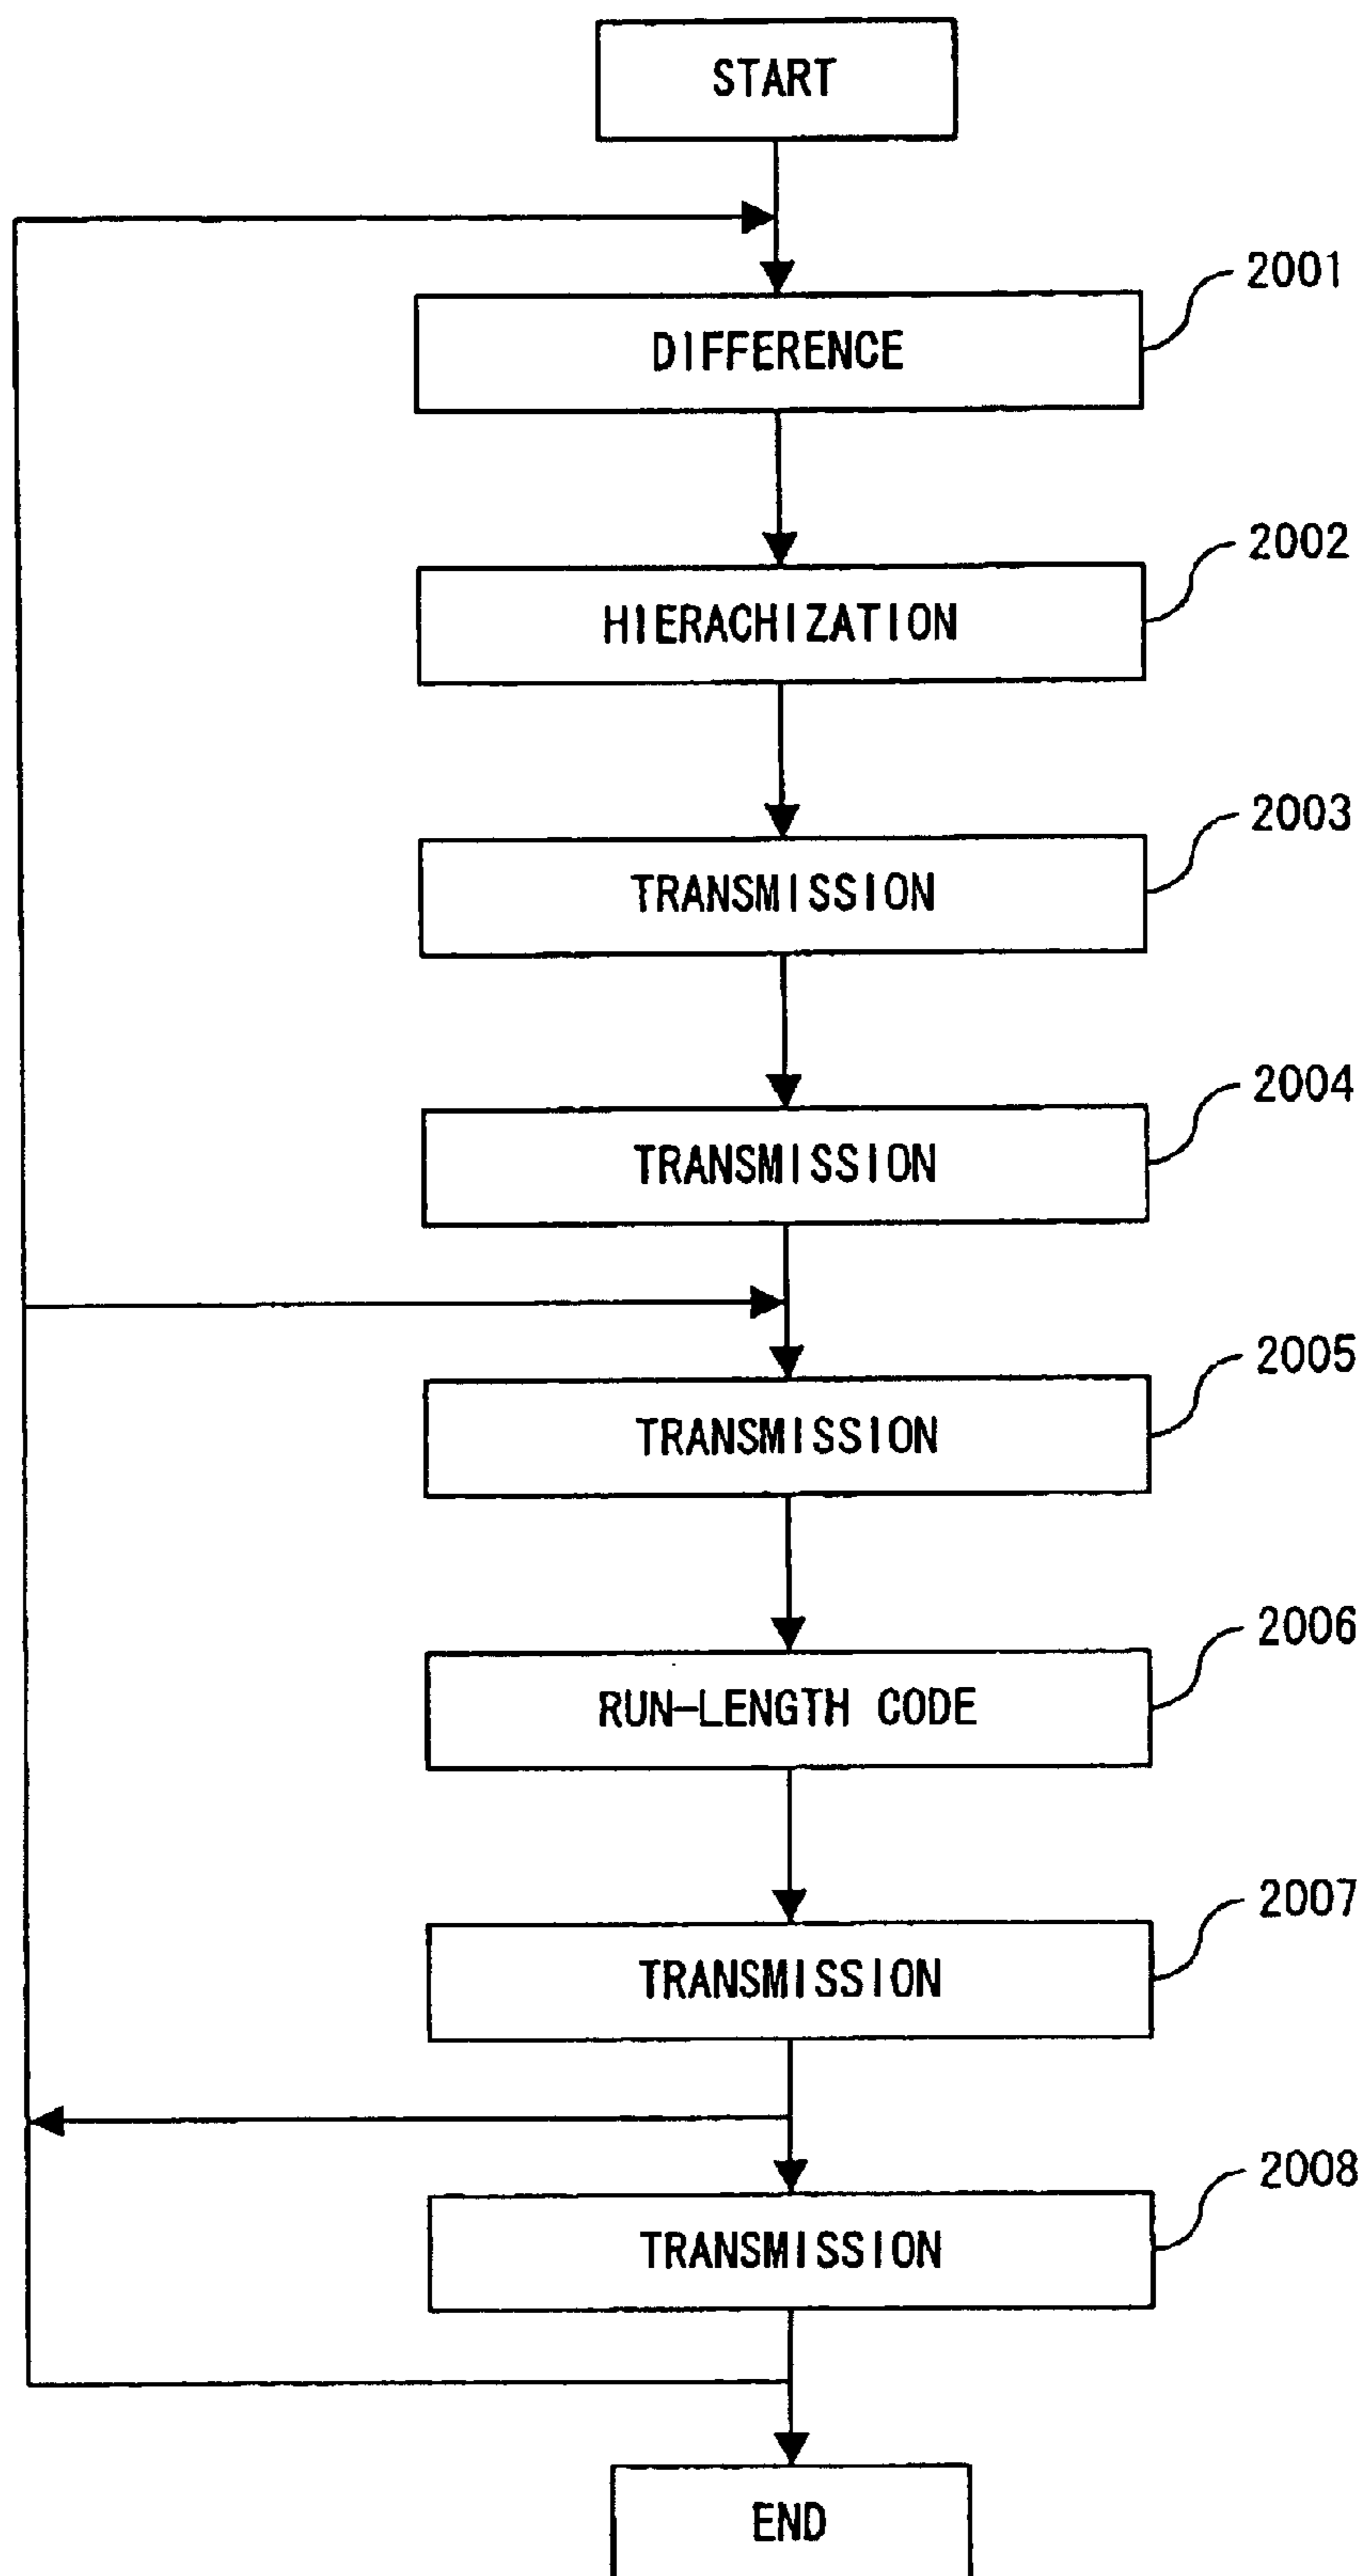 START
2001
DIFFERENCE
2002
HIERACHIZATION
2003
TRANSMISSION
2004
TRANSMISSION
2005
TRANSMISSION
2006
RUN-LENGTH CODE
2007
TRANSMISSION
2008
TRANSMISSION
END